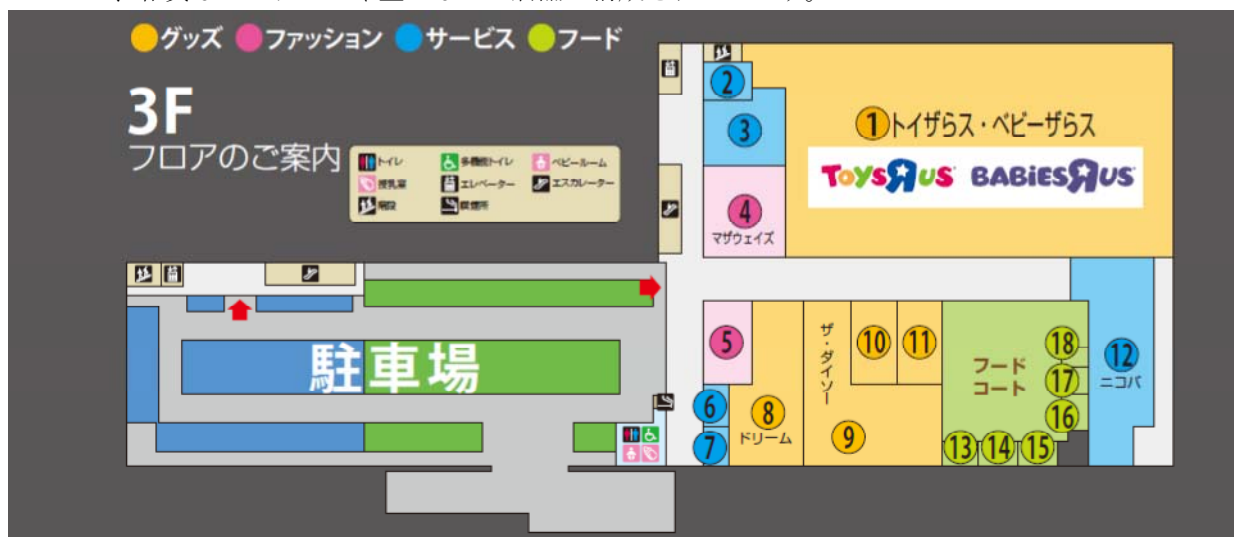 グッズ ファッション サービス フード
3F
フロアのご案内
トイレ 多機能トイレ ベビールーム
授乳室 エレベーター エスカレーター
階段 喫煙所
2
3
1 トイザらス・ベビーザらス
TOYSRUS BABIESRUS
4
マザウェイズ
駐車場
5
6
7
8
ドリーム
ザ・ダイソー
9
10
11
フード
コート
18
17
16
13 14 15
12
ニコパ